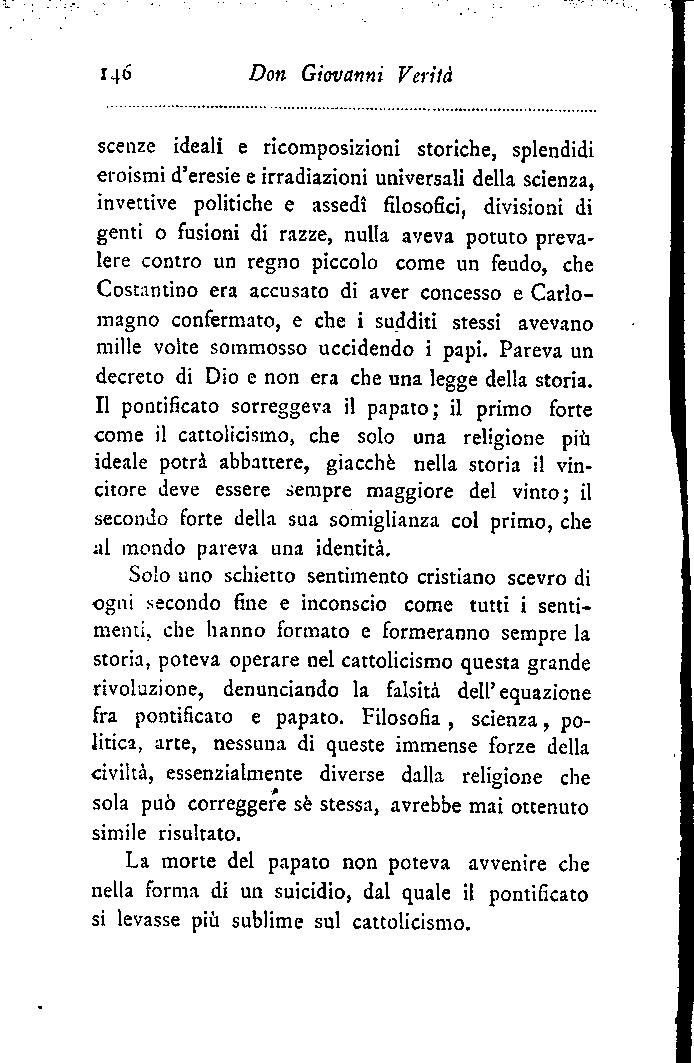 146 Don Giovanni Verità
scenze ideali e ricomposizioni storiche, splendidi
eroismi d'eresie e irradiazioni universali della scienza,
invettive politiche e assedî filosofici, divisioni di
genti o fusioni di razze, nulla aveva potuto preva-
lere contro un regno piccolo come un feudo, che
Costantino era accusato di aver concesso e Carlo-
magno confermato, e che i sudditi stessi avevano
mille volte sommosso uccidendo i papi. Pareva un
decreto di Dio e non era che una legge della storia.
Il pontificato sorreggeva il papato; il primo forte
come il cattolicismo, che solo una religione più
ideale potrà abbattere, giacchè nella storia il vin-
citore deve essere sempre maggiore del vinto; il
secondo forte della sua somiglianza col primo, che
al mondo pareva una identità.
Solo uno schietto sentimento cristiano scevro di
ogni secondo fine e inconscio come tutti i senti-
menti, che hanno formato e formeranno sempre la
storia, poteva operare nel cattolicismo questa grande
rivoluzione, denunciando la falsità dell'equazione
fra pontificato e papato. Filosofia, scienza, po-
litica, arte, nessuna di queste immense forze della
civiltà, essenzialmente diverse dalla religione che
sola può correggere sè stessa, avrebbe mai ottenuto
simile risultato.
La morte del papato non poteva avvenire che
nella forma di un suicidio, dal quale il pontificato
si levasse più sublime sul cattolicismo.